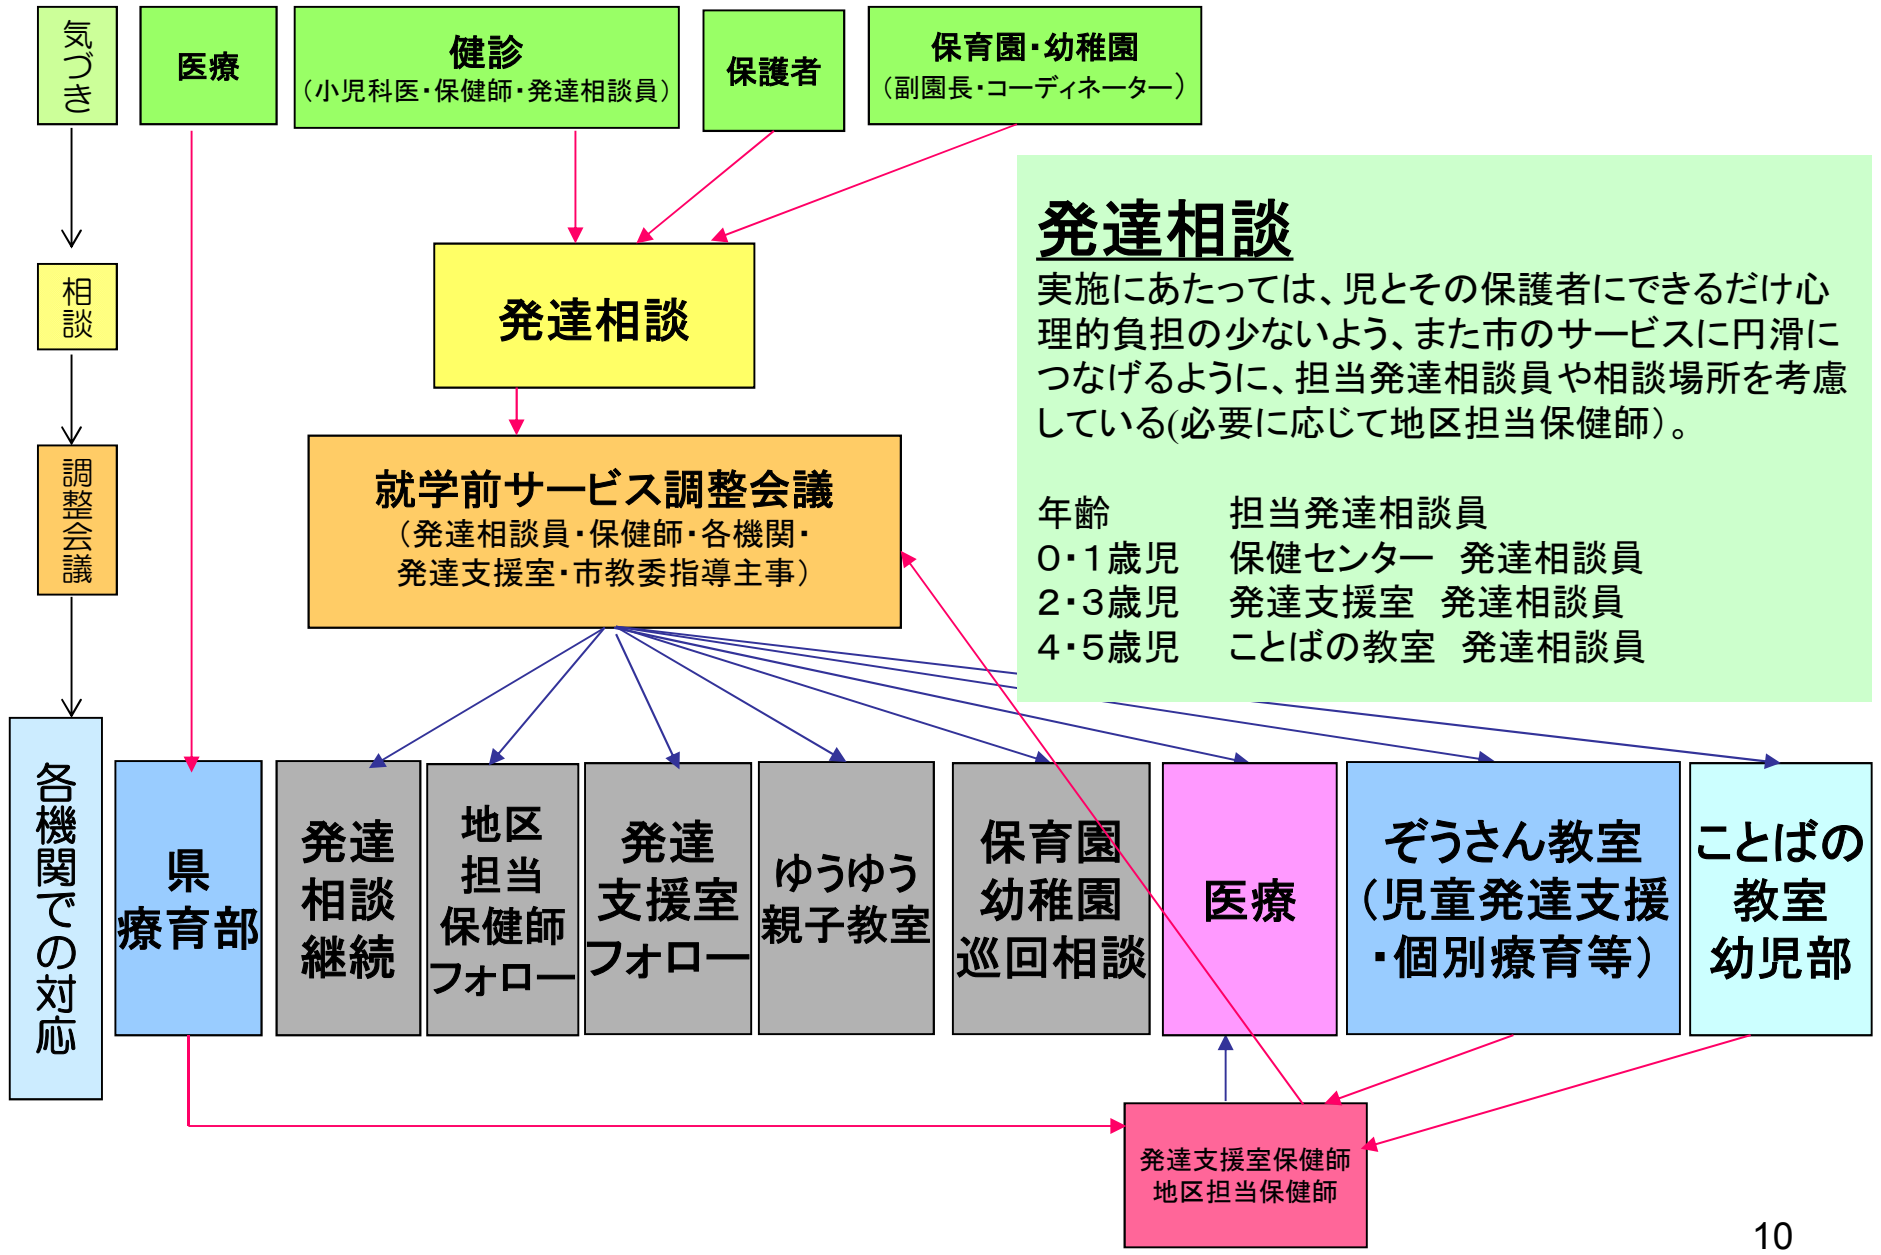 気づき
医療
健診
（小児科医・保健師・発達相談員）
保護者
保育園・幼稚園
（副園長・コーディネーター）
相談
発達相談
調整会議
就学前サービス調整会議
（発達相談員・保健師・各機関・
発達支援室・市教委指導主事）
発達相談
実施にあたっては、児とその保護者にできるだけ心
理的負担の少ないよう、また市のサービスに円滑に
つなげるように、担当発達相談員や相談場所を考慮
している(必要に応じて地区担当保健師）。
年齢　担当発達相談員
０・１歳児　保健センター　発達相談員
２・３歳児　発達支援室　発達相談員
４・５歳児　ことばの教室　発達相談員
各機関での対応
県
療育部
発達
相談
継続
地区
担当
保健師
フォロー
発達
支援室
フォロー
ゆうゆう
親子教室
保育園
幼稚園
巡回相談
医療
ぞうさん教室
（児童発達支援
・個別療育等）
ことばの
教室
幼児部
発達支援室保健師
地区担当保健師
10